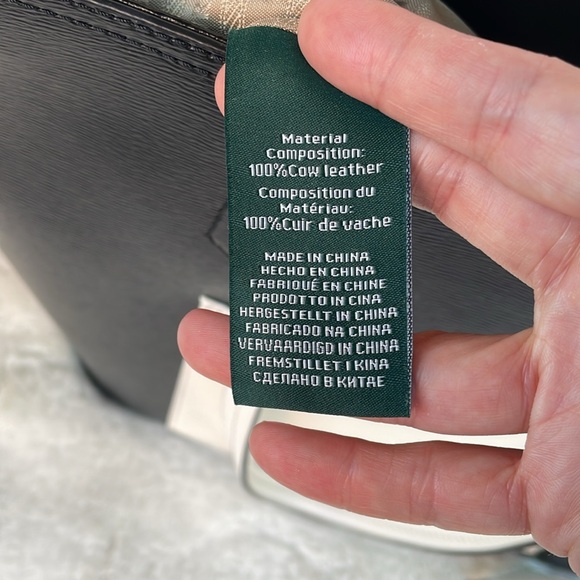 Material
Composition:
100%Cow leather
Composition du
Matériau:
100%Cuir de vache
MADE IN CHINA
HECHO EN CHINA
FABRIQUÉ EN CHINE
PRODOTTO IN CINA
HERGESTELLT IN CHINA
FABRICADO NA CHINA
VERVAARDIGD IN CHINA
FREMSTILLET I KINA
СДЕЛАНО В КИТАЕ